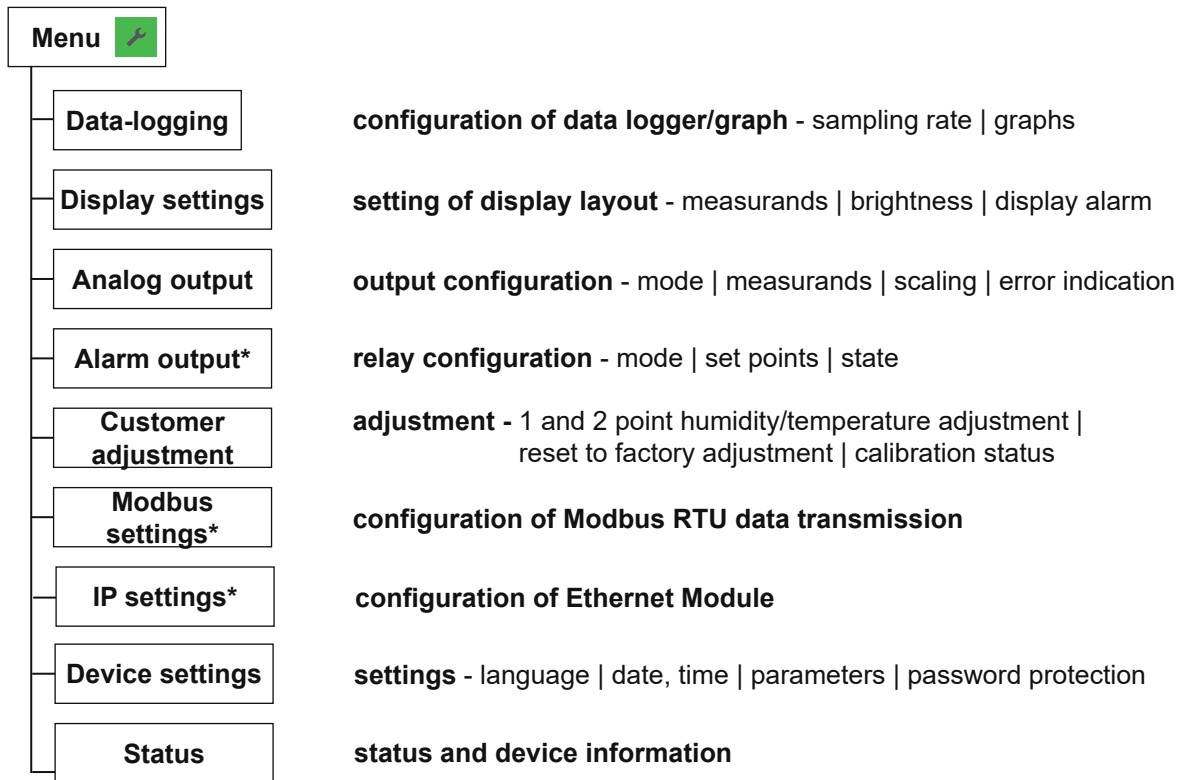 Menu
Data-logging
configuration of data logger/graph - sampling rate | graphs
Display settings
setting of display layout - measurands | brightness | display alarm
Analog output
output configuration - mode | measurands | scaling | error indication
Alarm output*
relay configuration - mode | set points | state
Customer
adjustment
adjustment - 1 and 2 point humidity/temperature adjustment |
reset to factory adjustment | calibration status
Modbus
settings*
configuration of Modbus RTU data transmission
IP settings*
configuration of Ethernet Module
Device settings
settings - language | date, time | parameters | password protection
Status
status and device information